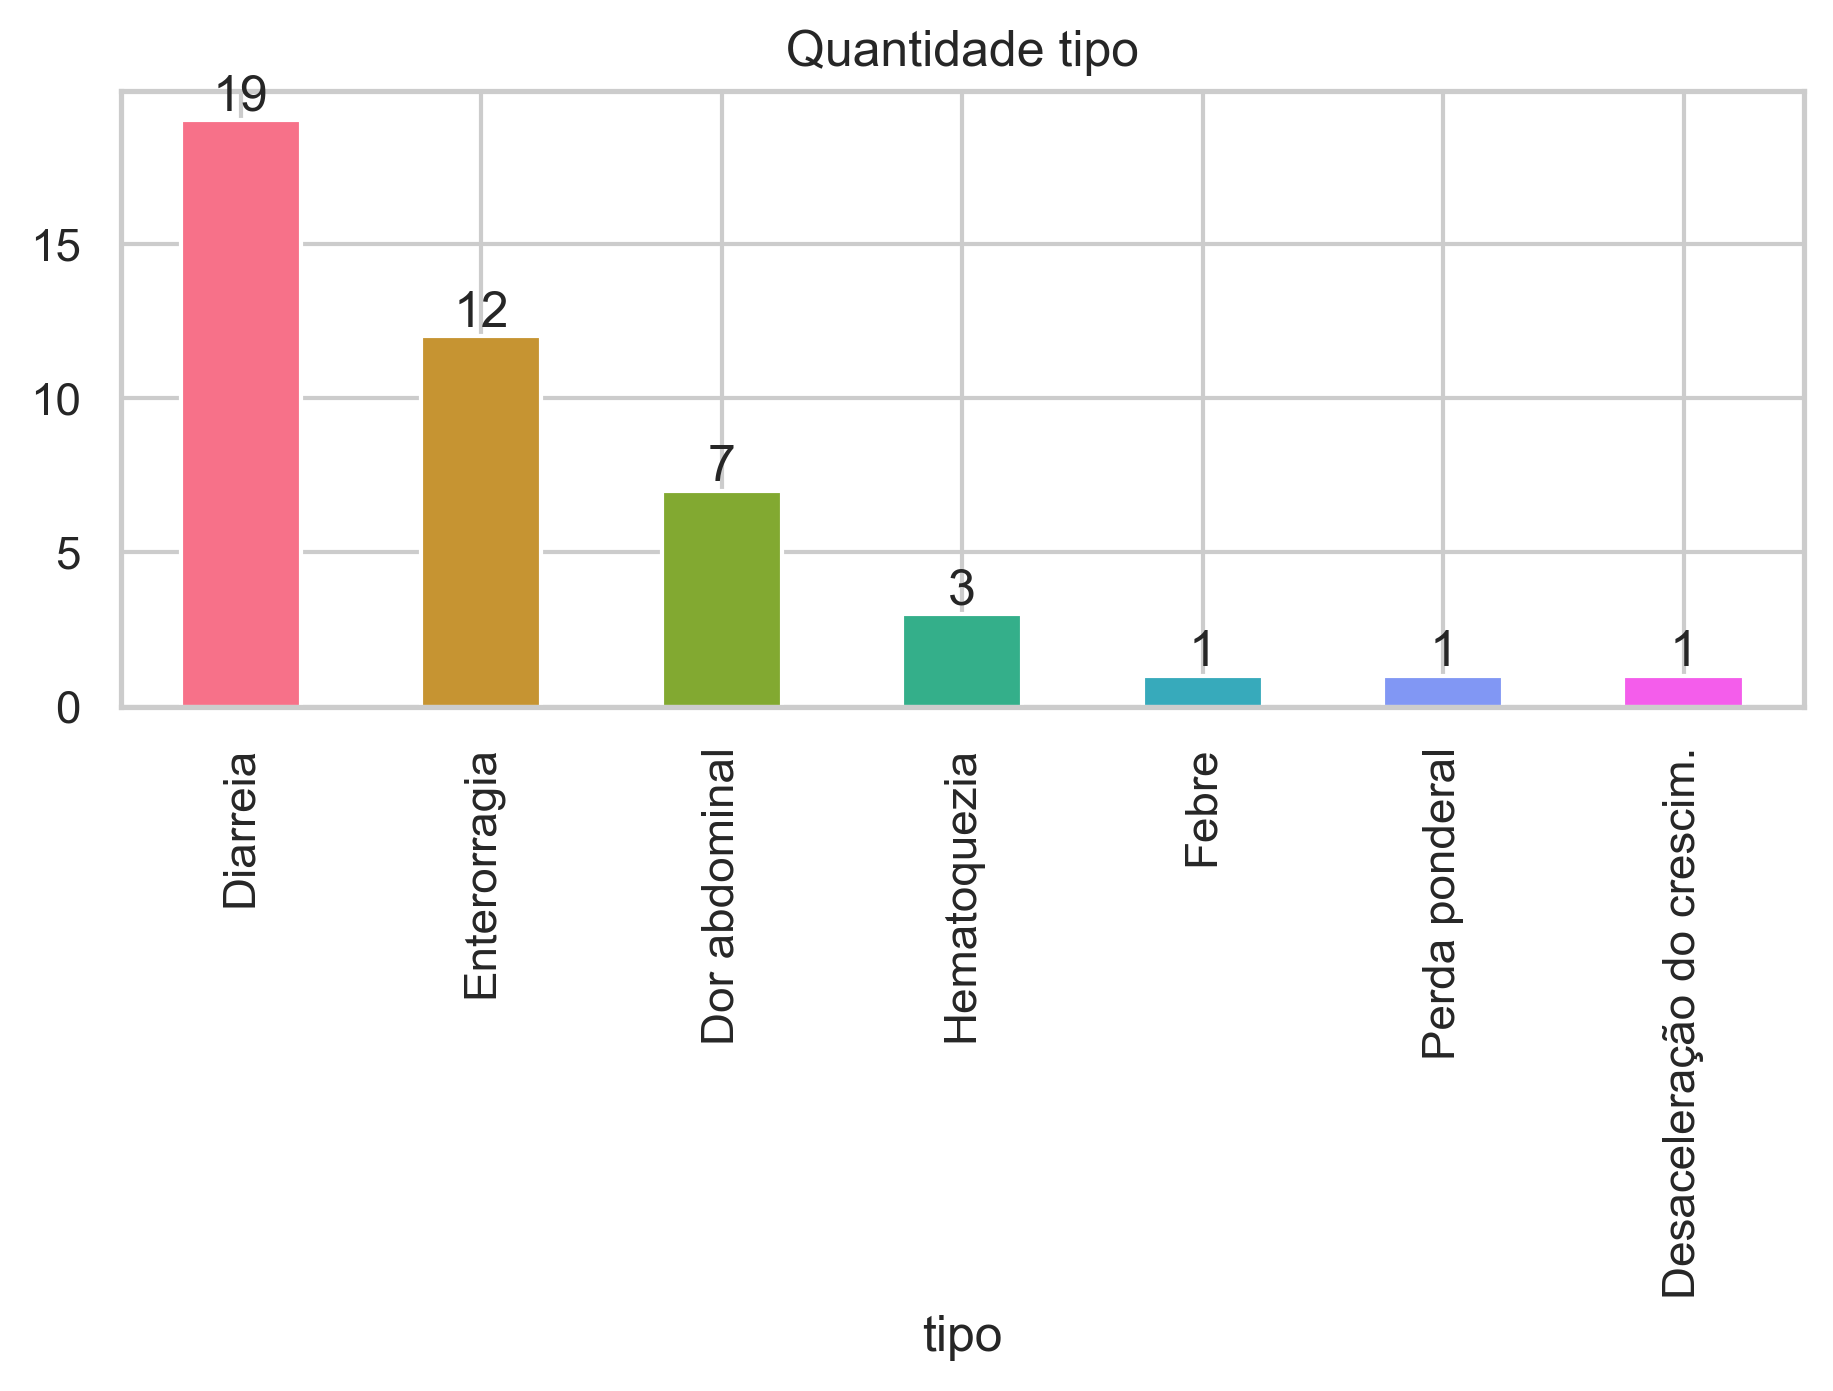 Quantidade tipo
19
12
7
3
1
1
1
15
10
5
0
Diarreia
Enterorragia
Dor abdominal
Hematoquezia
Febre
Perda ponderal
Desaceleração do crescim.
tipo